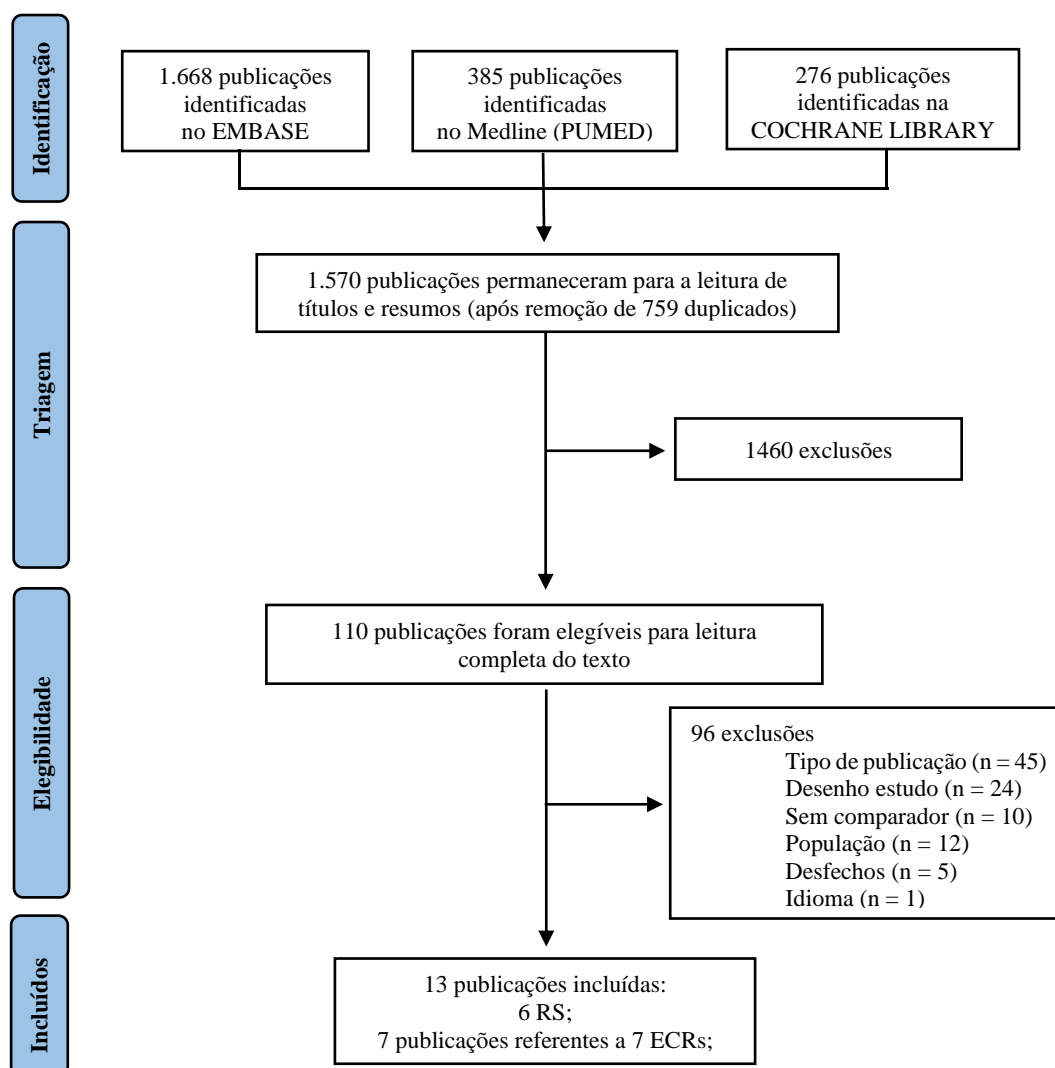 Identificação
1.668 publicações
identificadas
no EMBASE
385 publicações
identificadas
no Medline (PUMED)
276 publicações
identificadas na
COCHRANE LIBRARY
Triagem
1.570 publicações permaneceram para a leitura de
títulos e resumos (após remoção de 759 duplicados)
1460 exclusões
Elegibilidade
110 publicações foram elegíveis para leitura
completa do texto
96 exclusões
Tipo de publicação (n = 45)
Desenho estudo (n = 24)
Sem comparador (n = 10)
População (n = 12)
Desfechos (n = 5)
Idioma (n = 1)
Incluídos
13 publicações incluídas:
6 RS;
7 publicações referentes a 7 ECRs;